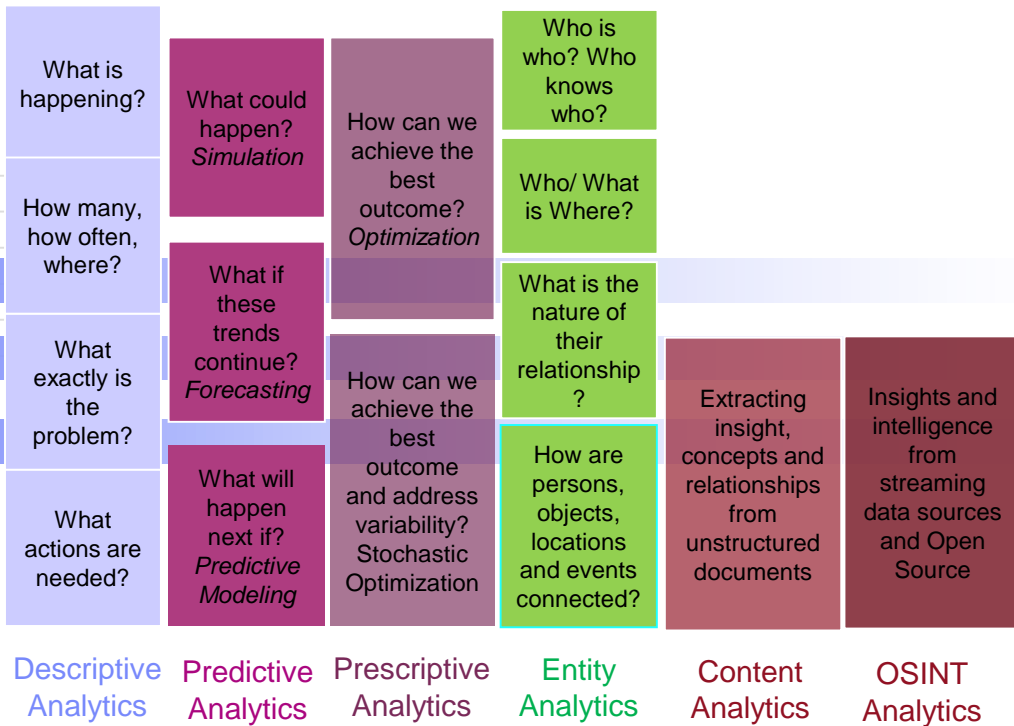 What is
happening?
How many,
how often,
where?
What
exactly is
the
problem?
What
actions are
needed?
Descriptive
Analytics
What could
happen?
Simulation
What if
these
trends
continue?
Forecasting
What will
happen
next if?
Predictive
Modeling
Predictive
Analytics
How can we
achieve the
best
outcome?
Optimization
How can we
achieve the
best
outcome
and address
variability?
Stochastic
Optimization
Prescriptive
Analytics
Who is
who? Who
knows
who?
Who/ What
is Where?
What is the
nature of
their
relationship
?
How are
persons,
objects,
locations
and events
connected?
Entity
Analytics
Extracting
insight,
concepts and
relationships
from
unstructured
documents
Content
Analytics
Insights and
intelligence
from
streaming
data sources
and Open
Source
OSINT
Analytics